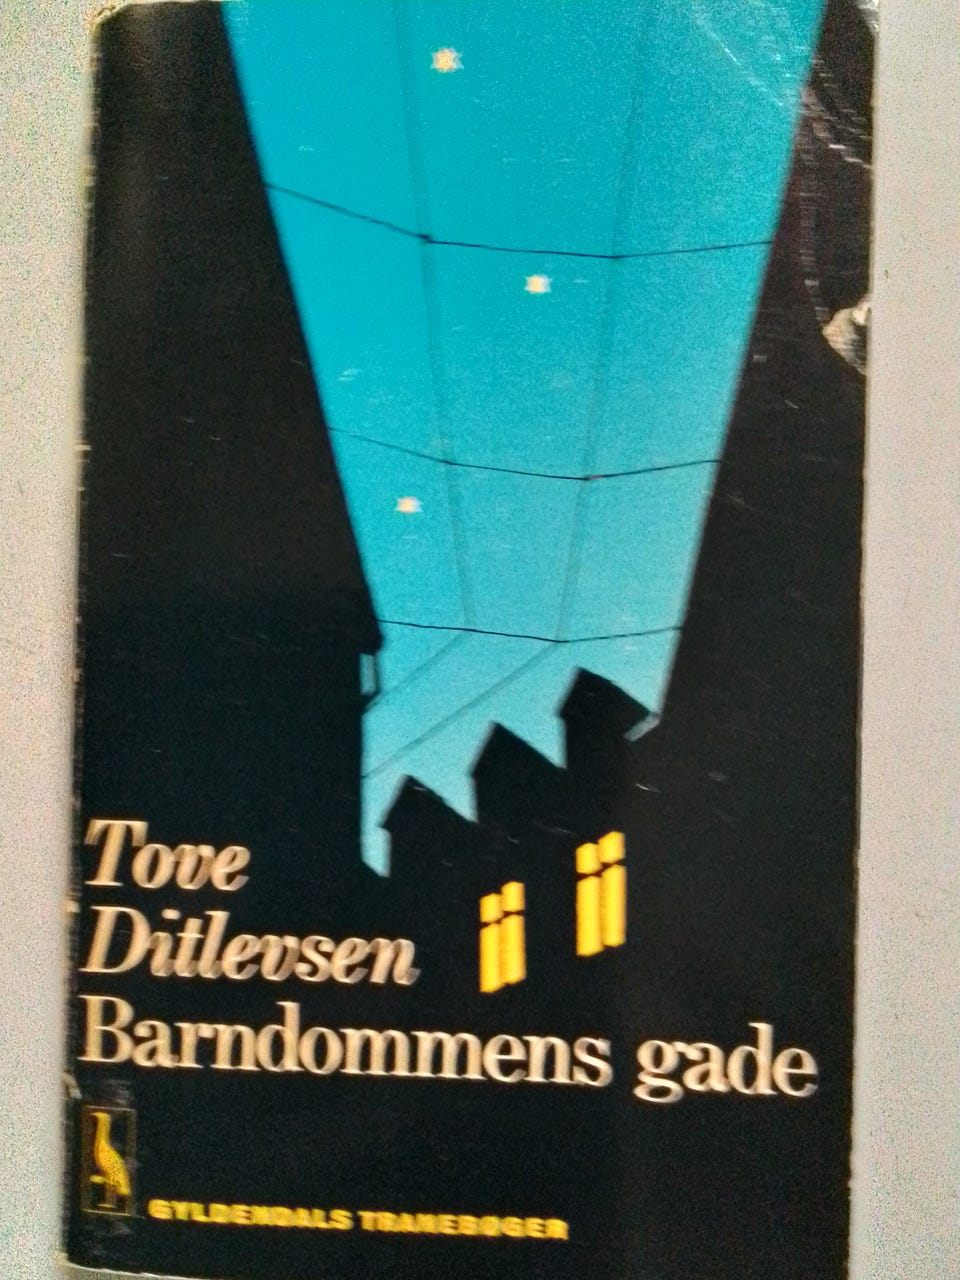 Tove
Ditlevsen
Barndommens gade
GYLDENDALS TRANEBØGER